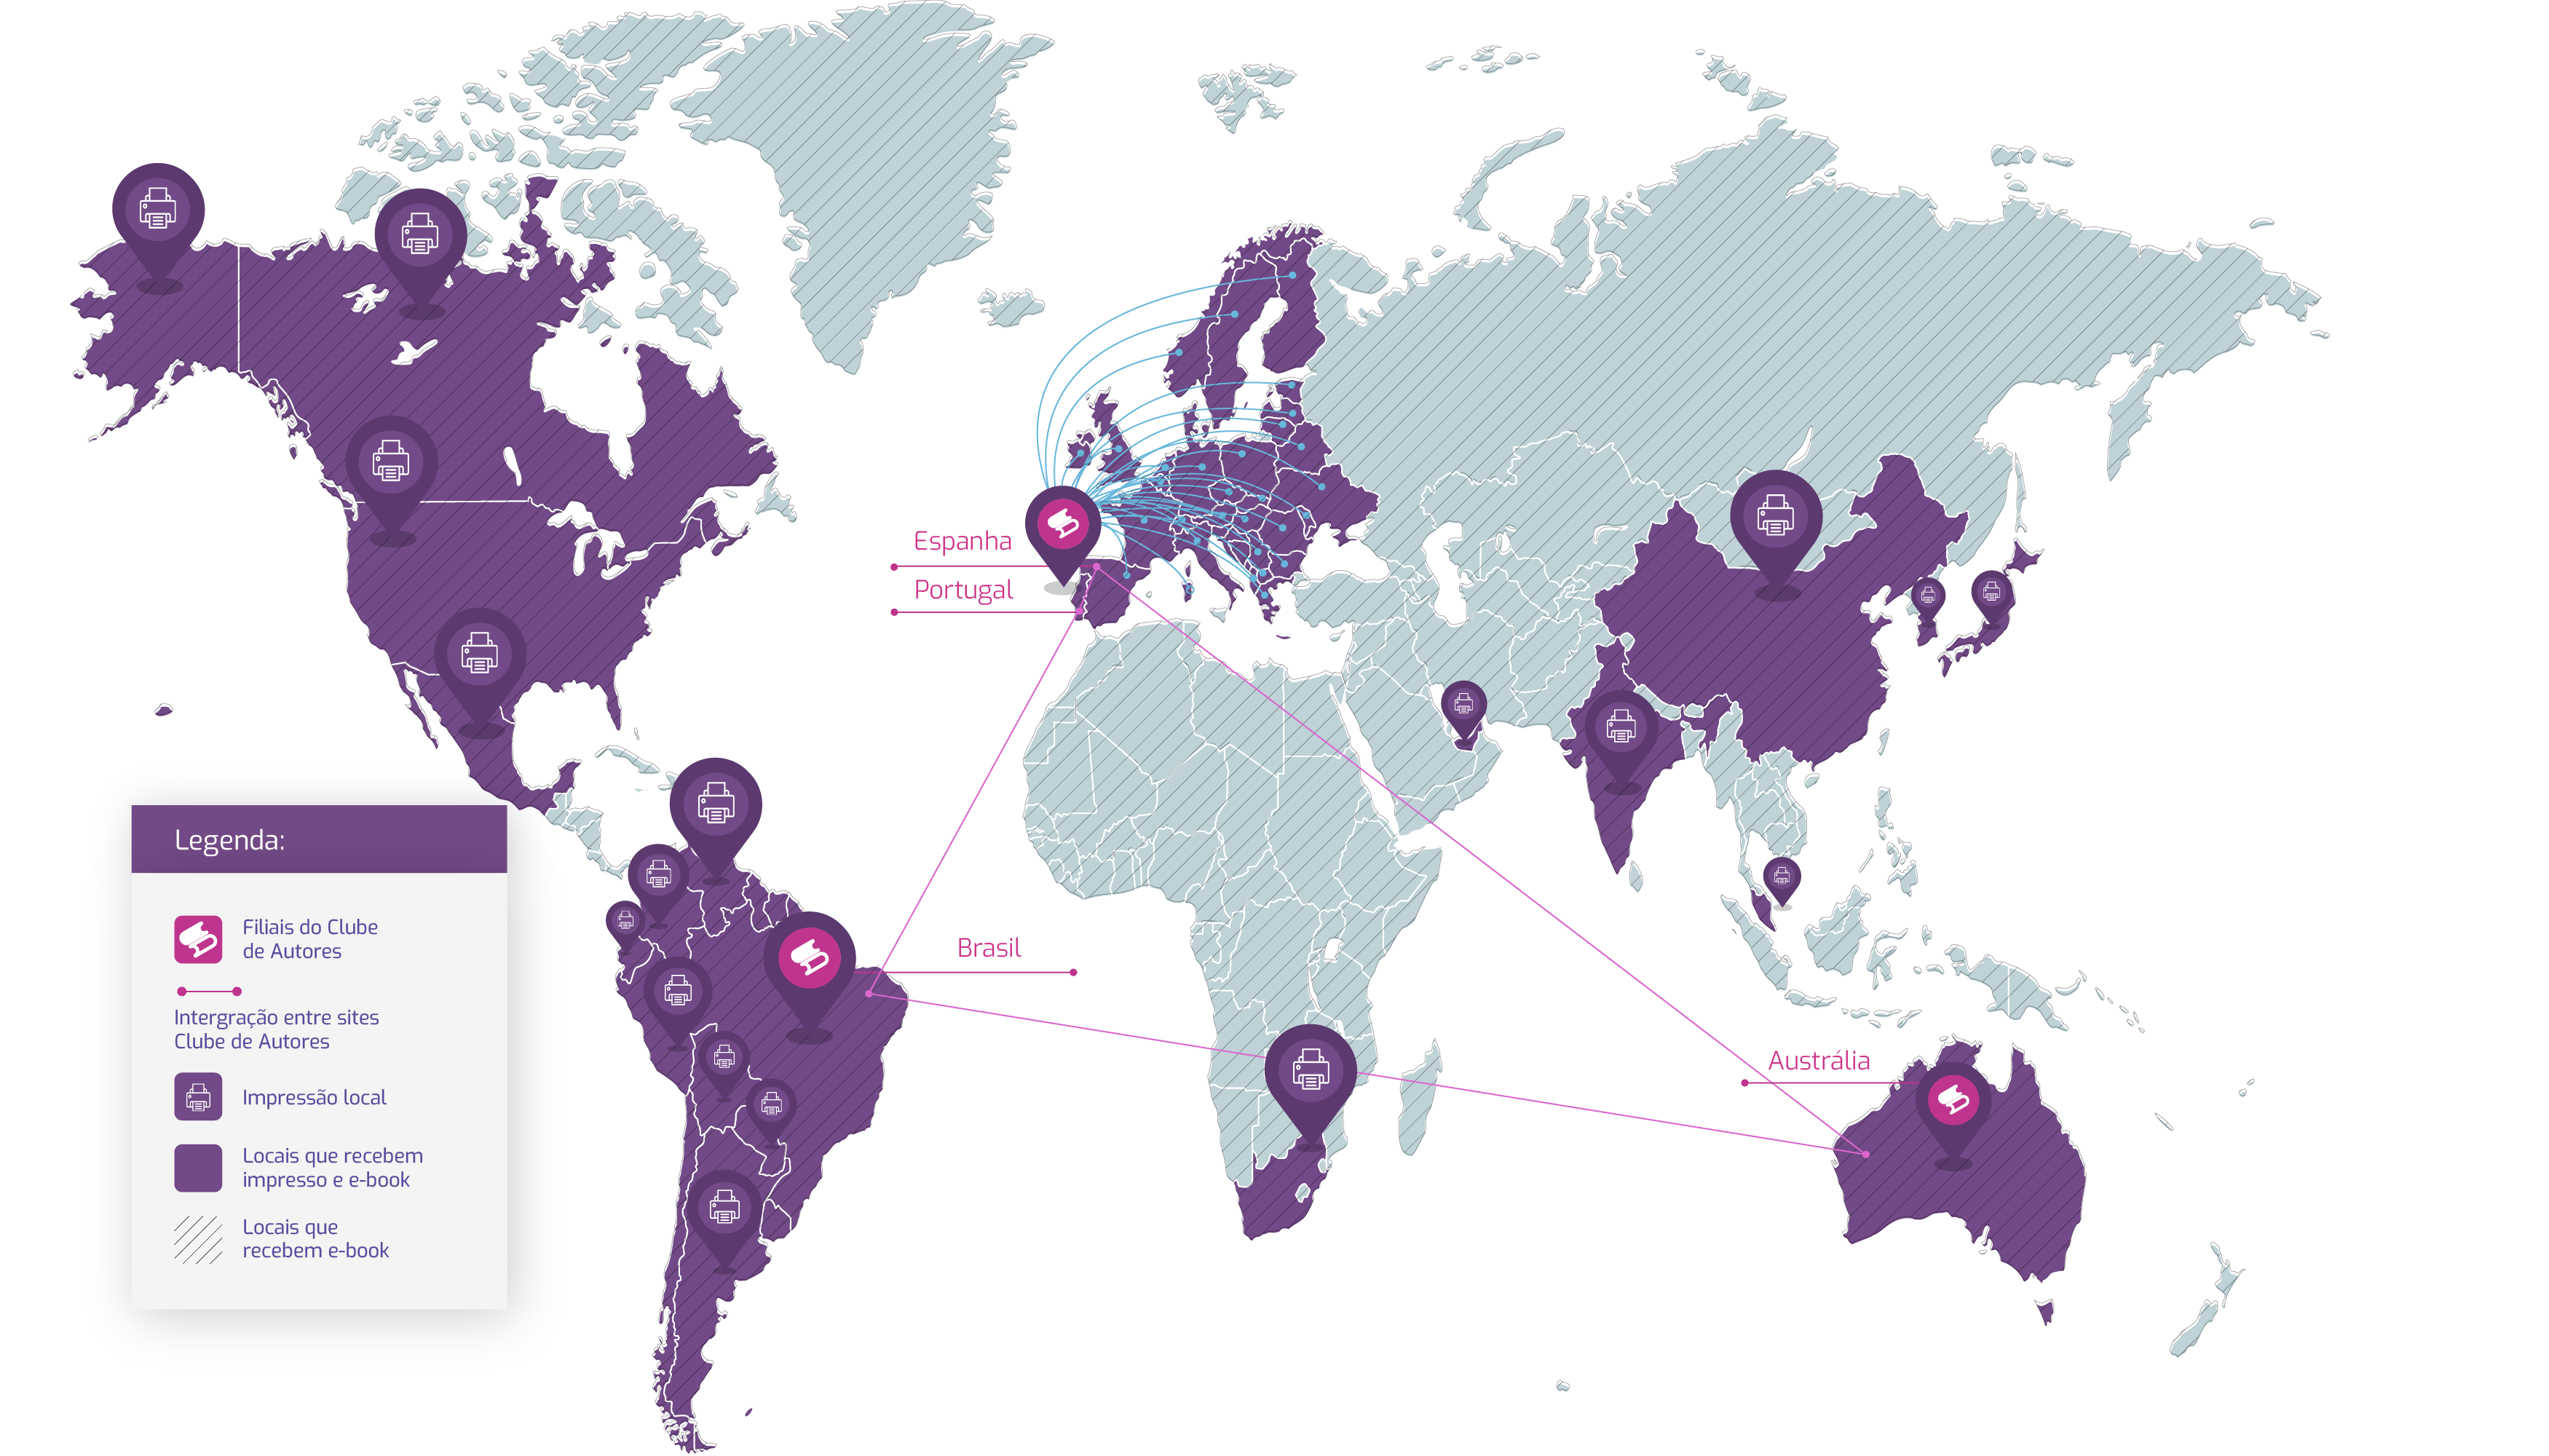 Espanha
Portugal
Brasil
Austrália
Legenda:
Filiais do Clube
de Autores
Intergração entre sites
Clube de Autores
Impressão local
Locais que recebem
impresso e e-book
Locais que
recebem e-book